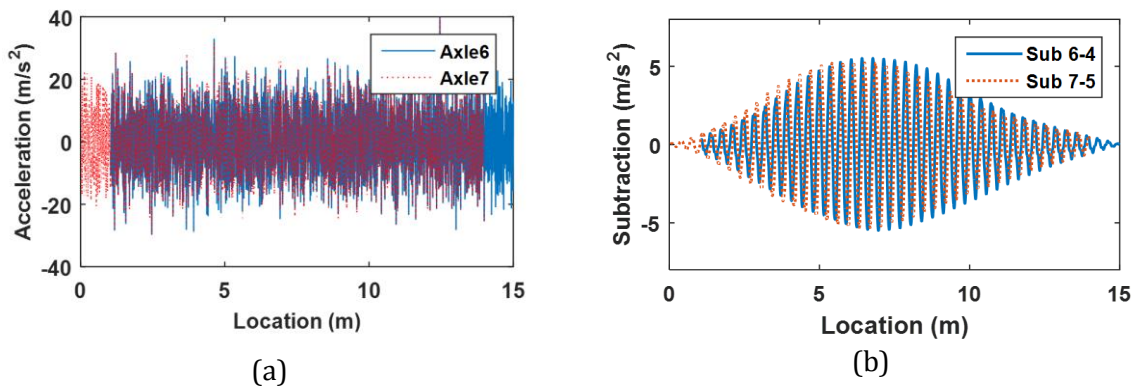 Acceleration (m/s²)
40
20
0
-20
-40
0
5
10
15
Location (m)
Axle6
Axle7
(a)
Subtraction (m/s²)
5
0
-5
0
5
10
15
Location (m)
Sub 6-4
Sub 7-5
(b)